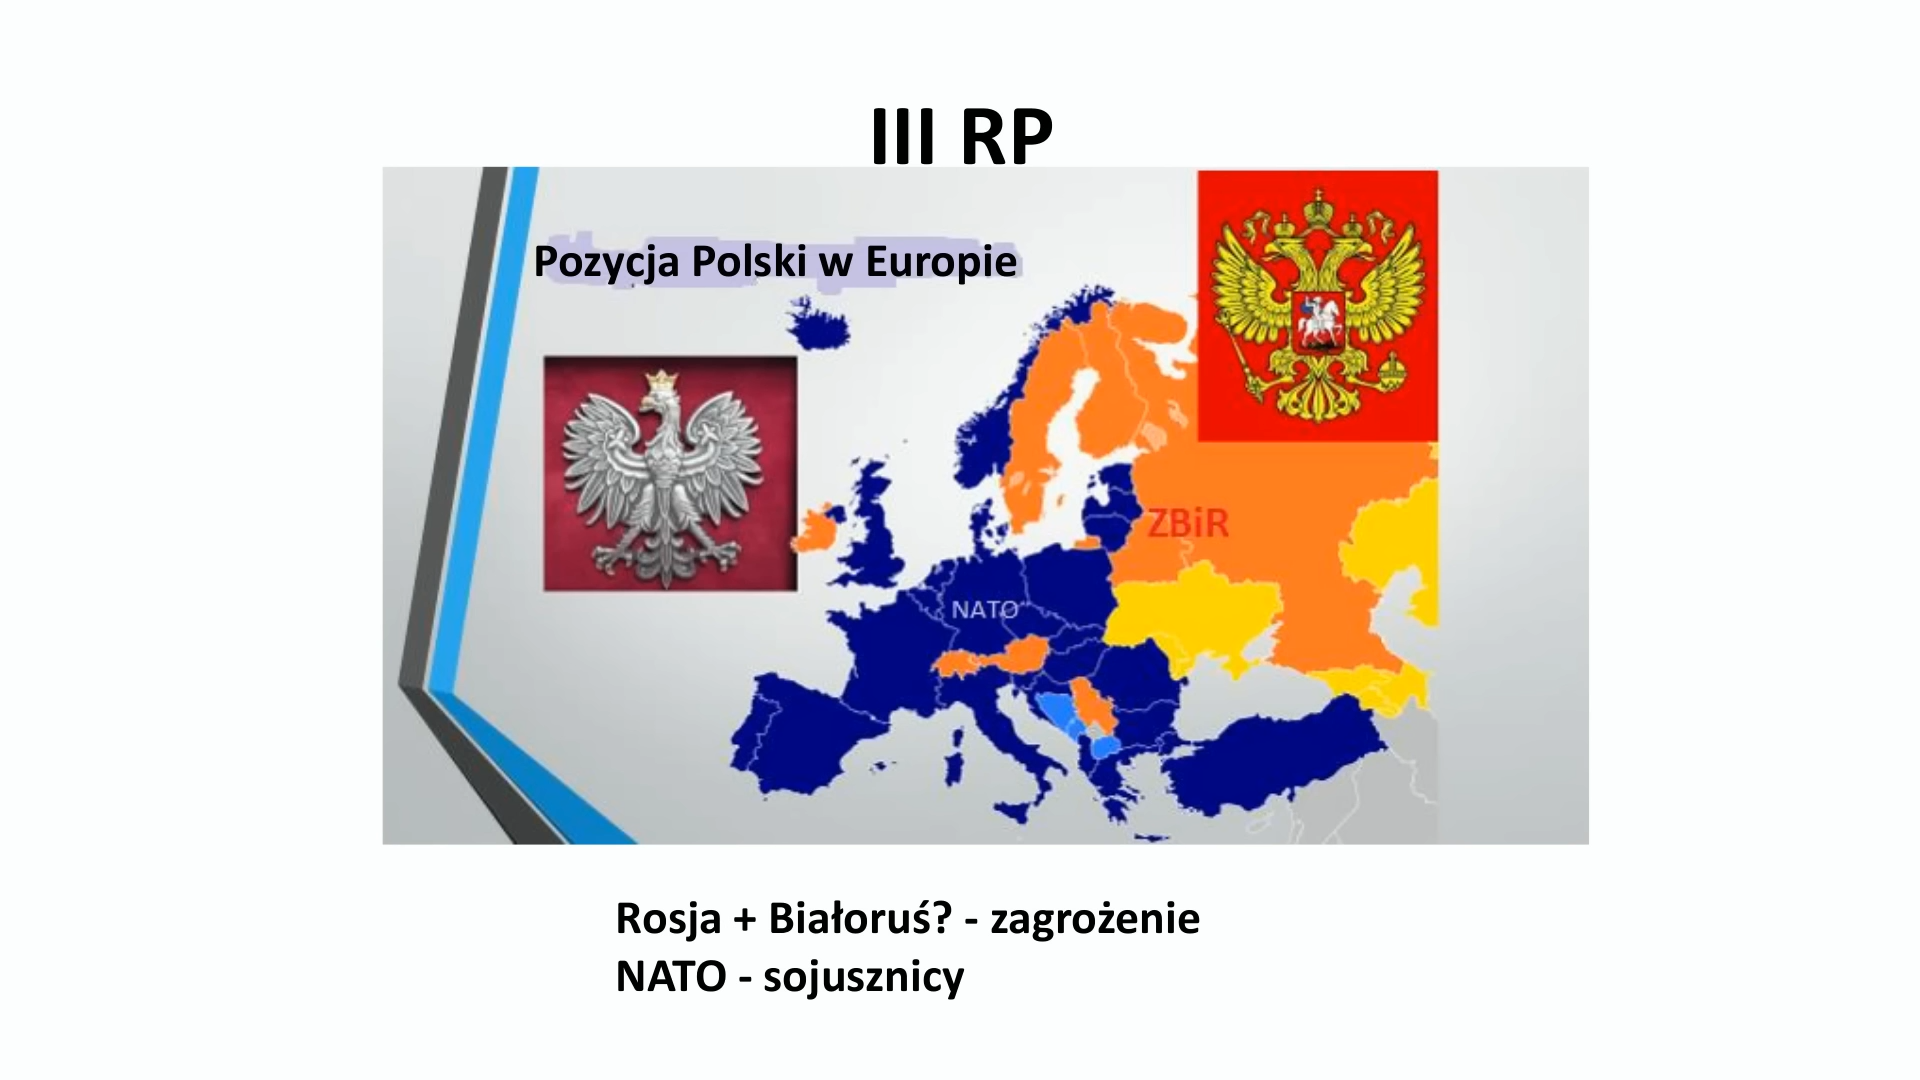 III RP
Pozycja Polski w Europie
ZBiR
NATO
Rosja + Białoruś? - zagrożenie
NATO - sojusznicy